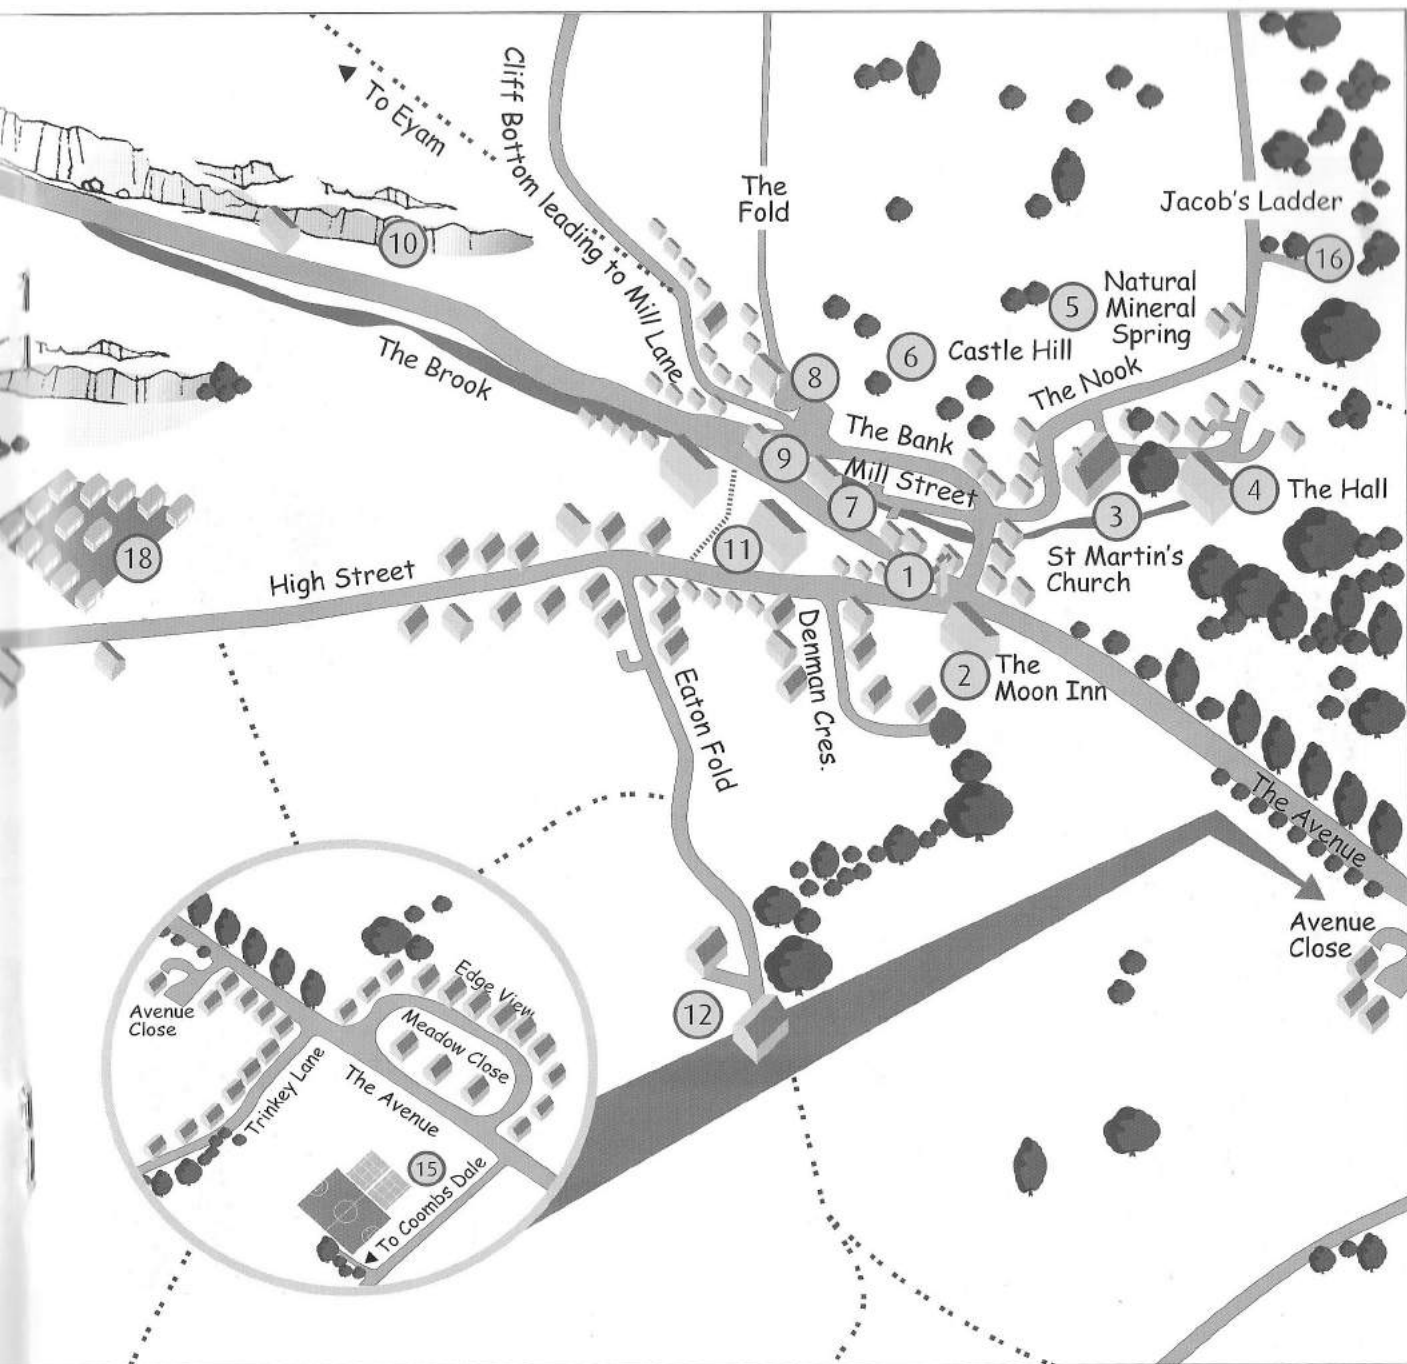 To Eyam
Cliff Bottom leading to Mill Lane
The
Fold
Jacob's Ladder
16
10
5
Natural
Mineral
Spring
6
Castle Hill
The Brook
8
The Nook
The Bank
9
Mill Street
7
4
The Hall
3
St Martin's
Church
18
11
High Street
1
2
The
Moon Inn
Denman Cres.
Eaton Fold
The Avenue
Avenue
Close
12
Edge View
Meadow Close
Avenue
Close
Trinkey Lane
The Avenue
15
To Coombs Dale